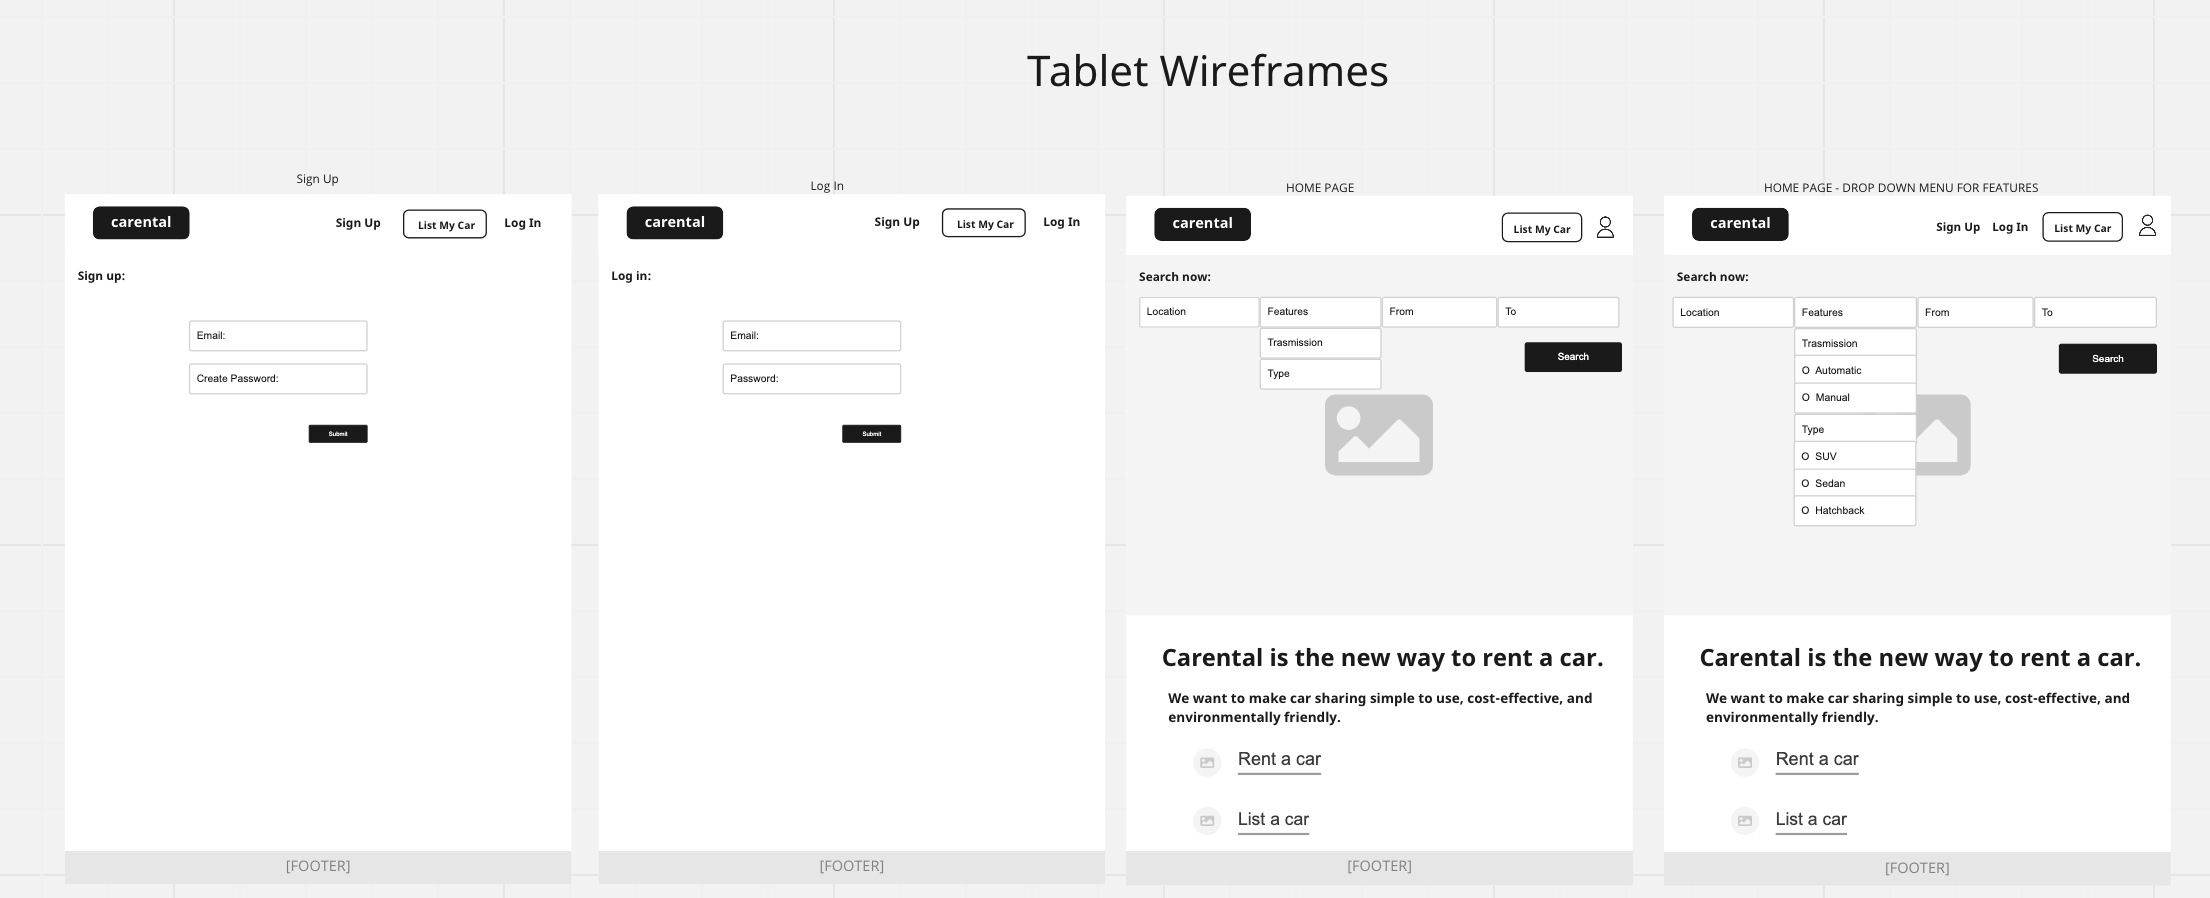 Tablet Wireframes
Sign Up
carental
Sign Up
List My Car
Log In
Sign up:
Email:
Create Password:
Submit
[FOOTER]
Log In
carental
Sign Up
List My Car
Log In
Log in:
Email:
Password:
Submit
[FOOTER]
HOME PAGE
carental
List My Car
Search now:
Location
Features
From
To
Trasmission
Type
Search
Carental is the new way to rent a car.
We want to make car sharing simple to use, cost-effective, and
environmentally friendly.
Rent a car
List a car
[FOOTER]
HOME PAGE - DROP DOWN MENU FOR FEATURES
carental
Sign Up
Log In
List My Car
Search now:
Location
Features
From
To
Trasmission
O Automatic
O Manual
Type
O SUV
O Sedan
O Hatchback
Search
Carental is the new way to rent a car.
We want to make car sharing simple to use, cost-effective, and
environmentally friendly.
Rent a car
List a car
[FOOTER]